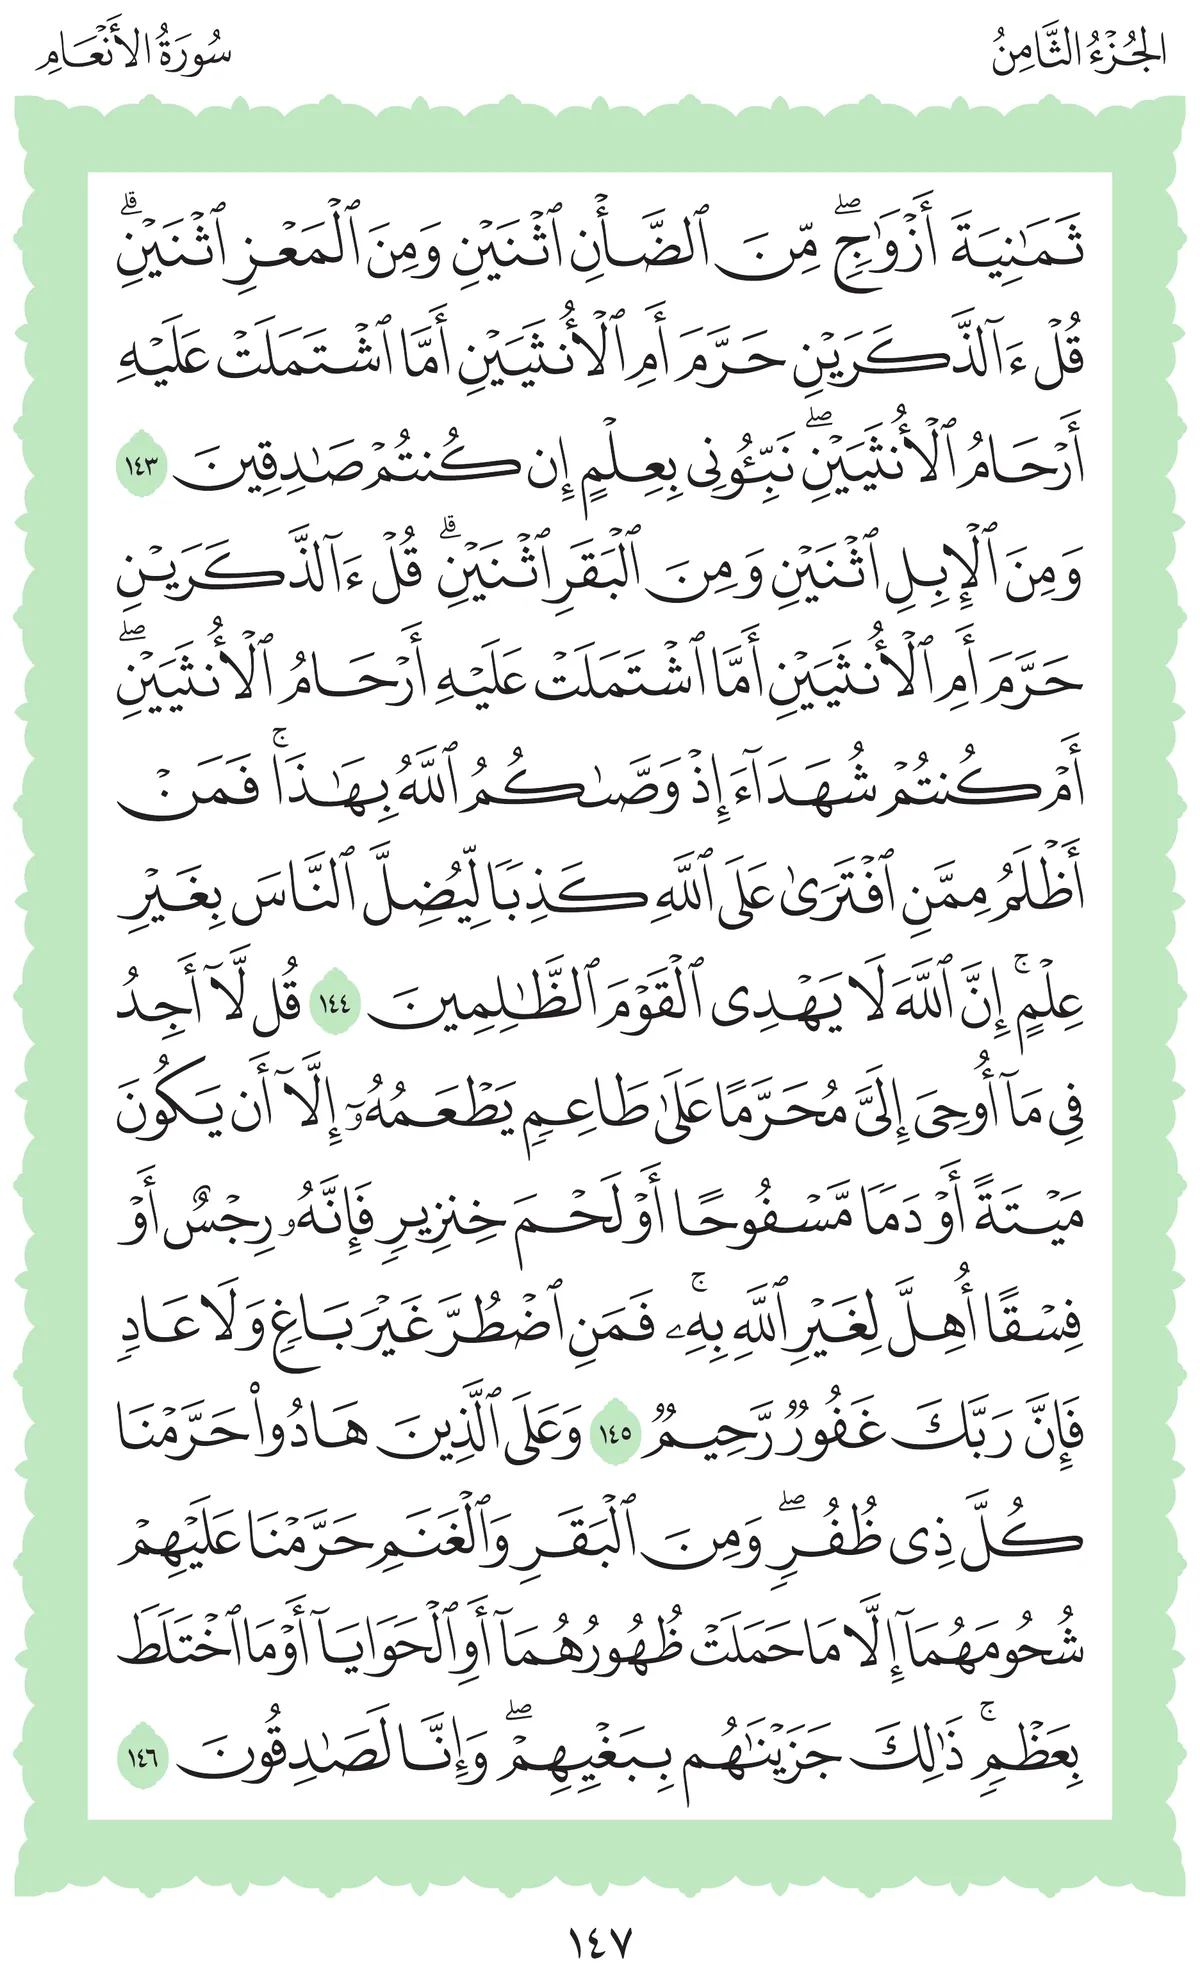 الجُزْءُ الثَّامِنُ
سُورَةُ الأَنْعَامِ
ثَمَٰنِيَةَ أَزْوَٰجٍۖ مِّنَ ٱلضَّأْنِ ٱثْنَيْنِ وَمِنَ ٱلْمَعْزِ ٱثْنَيْنِۗ
قُلْ ءَآلذَّكَرَيْنِ حَرَّمَ أَمِ ٱلْأُنثَيَيْنِ أَمَّا ٱشْتَمَلَتْ عَلَيْهِ
أَرْحَامُ ٱلْأُنثَيَيْنِۖ نَبِّـُٔونِى بِعِلْمٍ إِن كُنتُمْ صَٰدِقِينَ ١٤٣
وَمِنَ ٱلْإِبِلِ ٱثْنَيْنِ وَمِنَ ٱلْبَقَرِ ٱثْنَيْنِۗ قُلْ ءَآلذَّكَرَيْنِ
حَرَّمَ أَمِ ٱلْأُنثَيَيْنِ أَمَّا ٱشْتَمَلَتْ عَلَيْهِ أَرْحَامُ ٱلْأُنثَيَيْنِۖ
أَمْ كُنتُمْ شُهَدَآءَ إِذْ وَصَّىٰكُمُ ٱللَّهُ بِهَٰذَاۚ فَمَنْ
أَظْلَمُ مِمَّنِ ٱفْتَرَىٰ عَلَى ٱللَّهِ كَذِبًا لِّيُضِلَّ ٱلنَّاسَ بِغَيْرِ
عِلْمٍۚ إِنَّ ٱللَّهَ لَا يَهْدِى ٱلْقَوْمَ ٱلظَّٰلِمِينَ ١٤٤ قُل لَّآ أَجِدُ
فِى مَآ أُوحِىَ إِلَىَّ مُحَرَّمًا عَلَىٰ طَاعِمٍ يَطْعَمُهُۥٓ إِلَّآ أَن يَكُونَ
مَيْتَةً أَوْ دَمًا مَّسْفُوحًا أَوْ لَحْمَ خِنزِيرٍ فَإِنَّهُۥ رِجْسٌ أَوْ
فِسْقًا أُهِلَّ لِغَيْرِ ٱللَّهِ بِهِۦۚ فَمَنِ ٱضْطُرَّ غَيْرَ بَاغٍ وَلَا عَادٍ
فَإِنَّ رَبَّكَ غَفُورٌ رَّحِيمٌ ١٤٥ وَعَلَى ٱلَّذِينَ هَادُوا۟ حَرَّمْنَا
كُلَّ ذِى ظُفُرٍۖ وَمِنَ ٱلْبَقَرِ وَٱلْغَنَمِ حَرَّمْنَا عَلَيْهِمْ
شُحُومَهُمَآ إِلَّا مَا حَمَلَتْ ظُهُورُهُمَآ أَوِ ٱلْحَوَايَآ أَوْ مَا ٱخْتَلَطَ
بِعَظْمٍۚ ذَٰلِكَ جَزَيْنَٰهُم بِبَغْيِهِمْۖ وَإِنَّا لَصَٰدِقُونَ ١٤٦
١٤٧